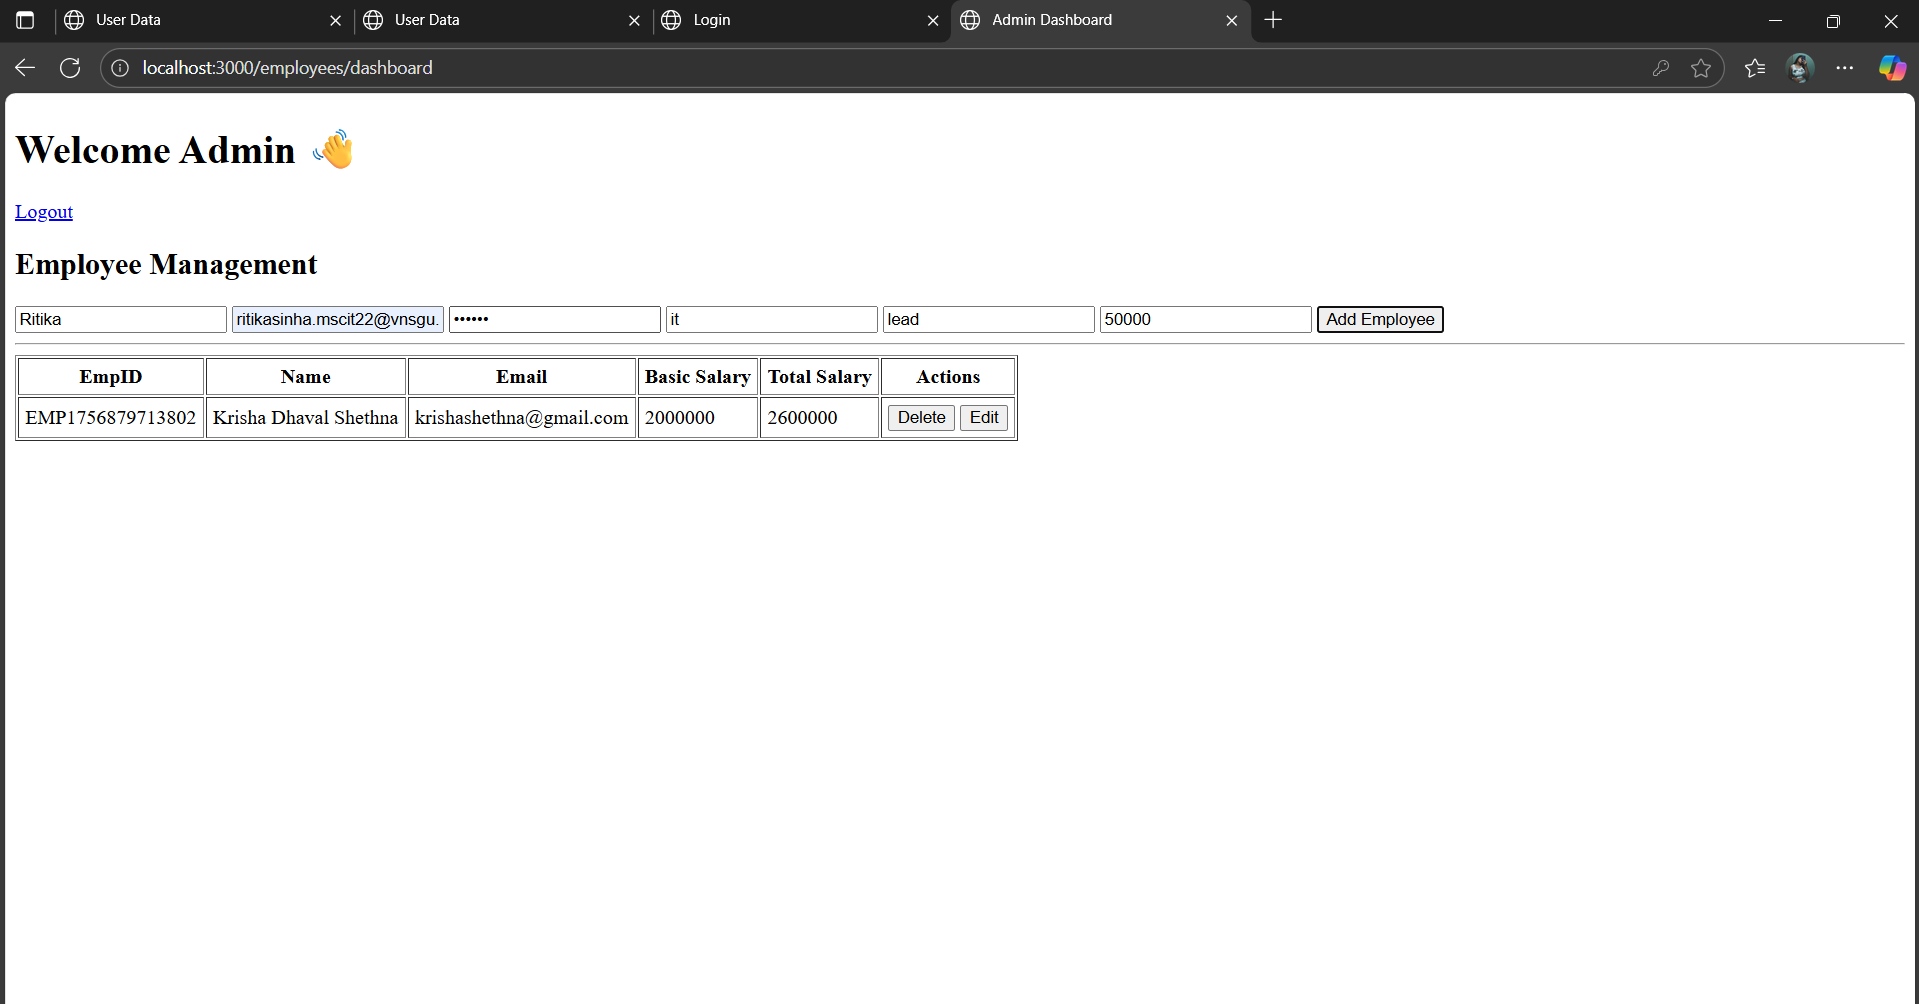 User Data
User Data
Login
Admin Dashboard
localhost:3000/employees/dashboard
Welcome Admin 👋
Logout
Employee Management
Ritika ritikasinha.mscit22@vnsgu. •••••• it lead 50000 Add Employee
EmpID Name Email Basic Salary Total Salary Actions
EMP1756879713802 Krisha Dhaval Shethna krishashethna@gmail.com 2000000 2600000 Delete Edit